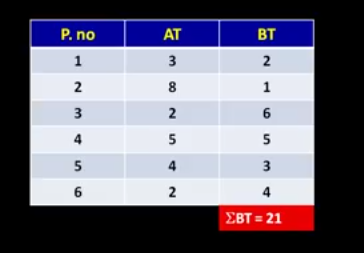 P. no AT BT
1 3 2
2 8 1
3 2 6
4 5 5
5 4 3
6 2 4
ΣBT = 21